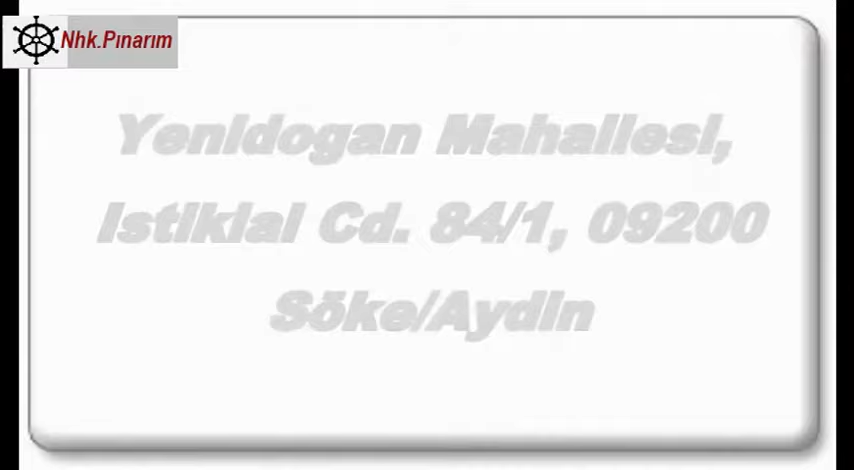 Nhk.Pınarım
Yenidogan Mahallesi,
Istiklal Cd. 84/1, 09200
Söke/Aydin